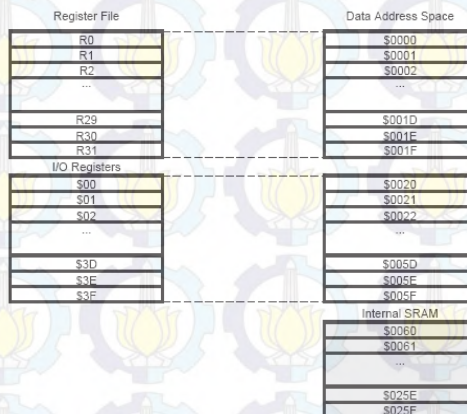 Register File Data Address Space
R0 $0000
R1 $0001
R2 $0002
... ...
R29 $001D
R30 $001E
R31 $001F
I/O Registers
$00 $0020
$01 $0021
$02 $0022
... ...
$3D $005D
$3E $005E
$3F $005F
Internal SRAM
$0060
$0061
...
$025E
$025F